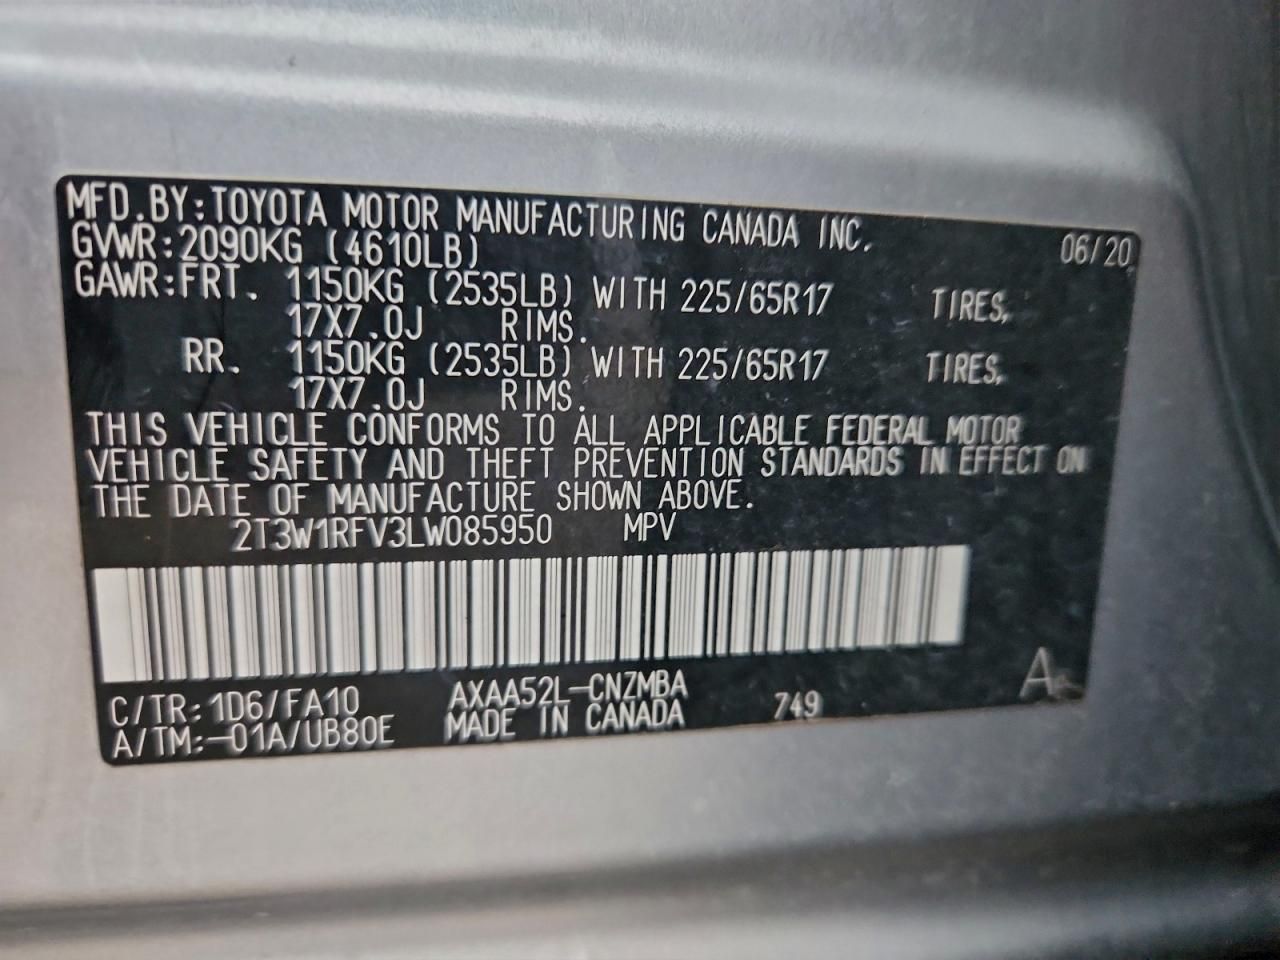 MFD.BY:TOYOTA MOTOR MANUFACTURING CANADA INC. 06/20
GVWR:2090KG (4610LB)
GAWR:FRT. 1150KG (2535LB) WITH 225/65R17 TIRES,
17X7.0J RIMS.
RR. 1150KG (2535LB) WITH 225/65R17 TIRES,
17X7.0J RIMS.
THIS VEHICLE CONFORMS TO ALL APPLICABLE FEDERAL MOTOR
VEHICLE SAFETY AND THEFT PREVENTION STANDARDS IN EFFECT ON
THE DATE OF MANUFACTURE SHOWN ABOVE.
2T3W1RFV3LW085950 MPV
C/TR:1D6/FA10 AXAA52L-CNZMBA 749
A/TM:-01A/UB80E MADE IN CANADA